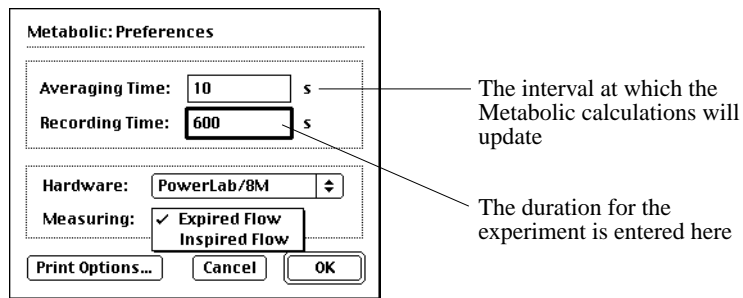 Metabolic: Preferences
Averaging Time: 10 s
Recording Time: 600 s
Hardware: PowerLab/8M
Measuring: ✓ Expired Flow
Inspired Flow
Print Options... Cancel OK
The interval at which the
Metabolic calculations will
update
The duration for the
experiment is entered here